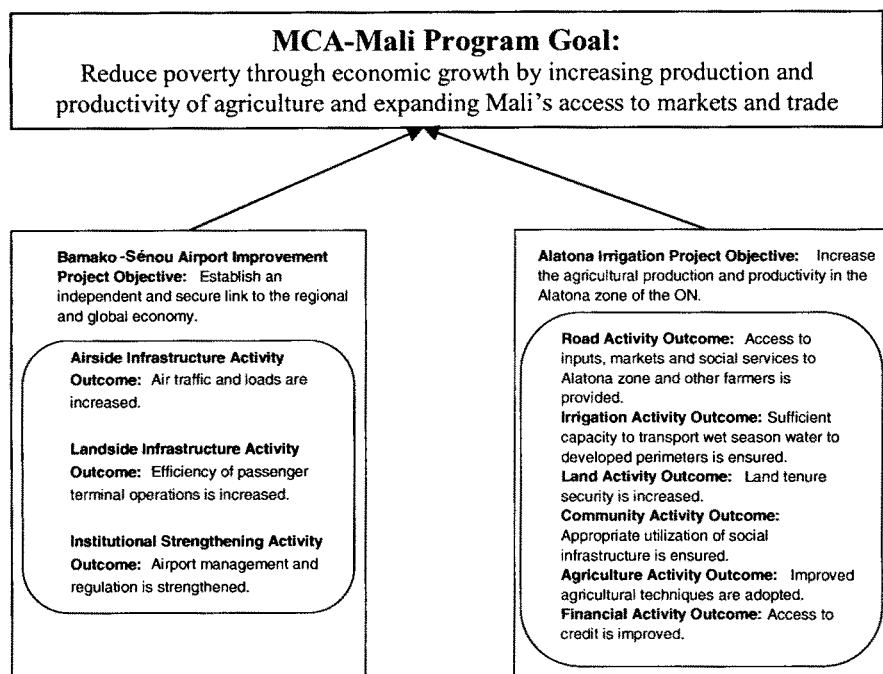 MCA-Mali Program Goal:
Reduce poverty through economic growth by increasing production and
productivity of agriculture and expanding Mali's access to markets and trade
Bamako-Sénou Airport Improvement
Project Objective: Establish an
independent and secure link to the regional
and global economy.
Airside Infrastructure Activity
Outcome: Air traffic and loads are
increased.
Landside Infrastructure Activity
Outcome: Efficiency of passenger
terminal operations is increased.
Institutional Strengthening Activity
Outcome: Airport management and
regulation is strengthened.
Alatona Irrigation Project Objective: Increase
the agricultural production and productivity in the
Alatona zone of the ON.
Road Activity Outcome: Access to
inputs, markets and social services to
Alatona zone and other farmers is
provided.
Irrigation Activity Outcome: Sufficient
capacity to transport wet season water to
developed perimeters is ensured.
Land Activity Outcome: Land tenure
security is increased.
Community Activity Outcome:
Appropriate utilization of social
infrastructure is ensured.
Agriculture Activity Outcome: Improved
agricultural techniques are adopted.
Financial Activity Outcome: Access to
credit is improved.